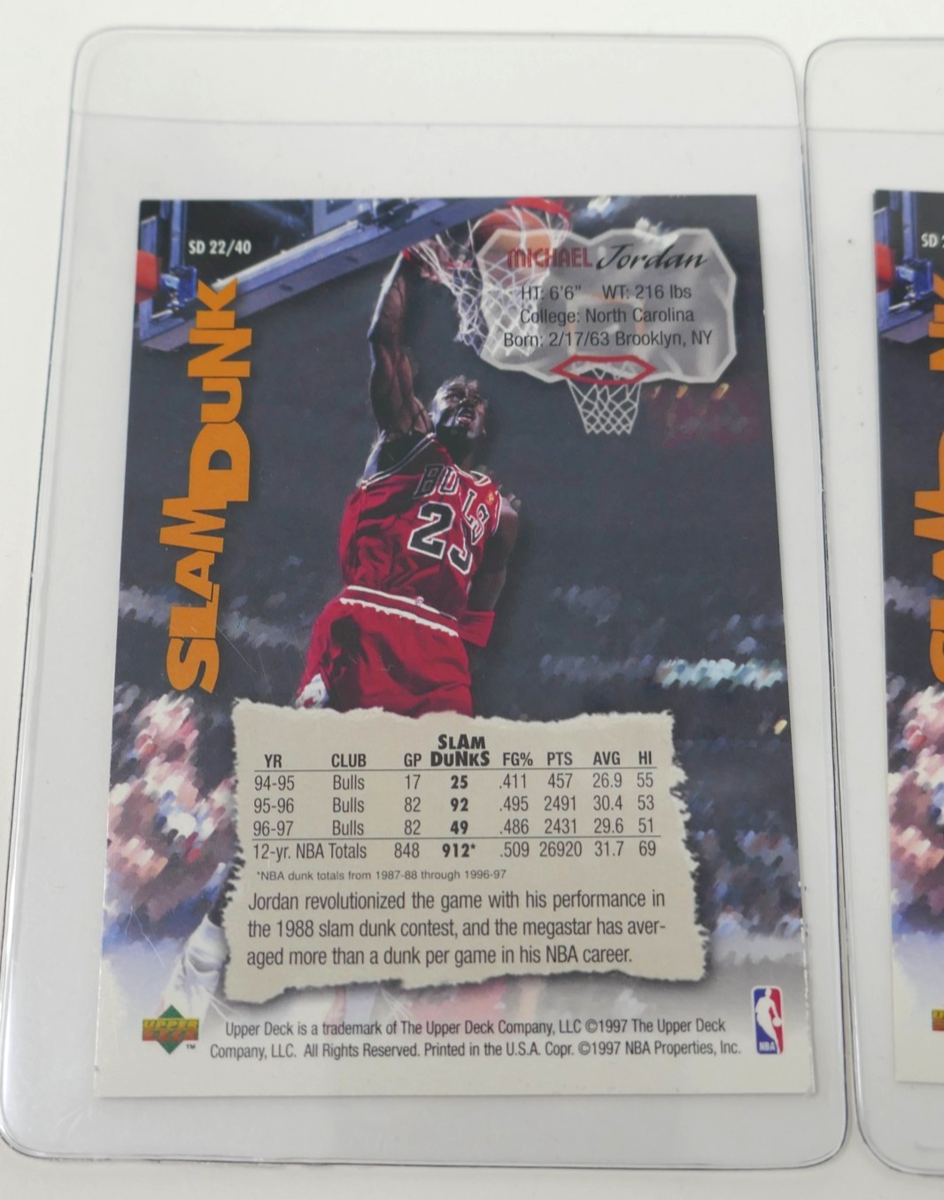 SD 22/40
SLAM DUNK
MICHAEL Jordan
HT: 6'6" WT: 216 lbs
College: North Carolina
Born: 2/17/63 Brooklyn, NY
BULLS
23
YR CLUB GP SLAM DUNKS FG% PTS AVG HI
94-95 Bulls 17 25 .411 457 26.9 55
95-96 Bulls 82 92 .495 2491 30.4 53
96-97 Bulls 82 49 .486 2431 29.6 51
12-yr. NBA Totals 848 912* .509 26920 31.7 69
*NBA dunk totals from 1987-88 through 1996-97
Jordan revolutionized the game with his performance in
the 1988 slam dunk contest, and the megastar has aver-
aged more than a dunk per game in his NBA career.
UPPER DECK ™
Upper Deck is a trademark of The Upper Deck Company, LLC ©1997 The Upper Deck
Company, LLC. All Rights Reserved. Printed in the U.S.A. Copr. ©1997 NBA Properties, Inc.
NBA
SD